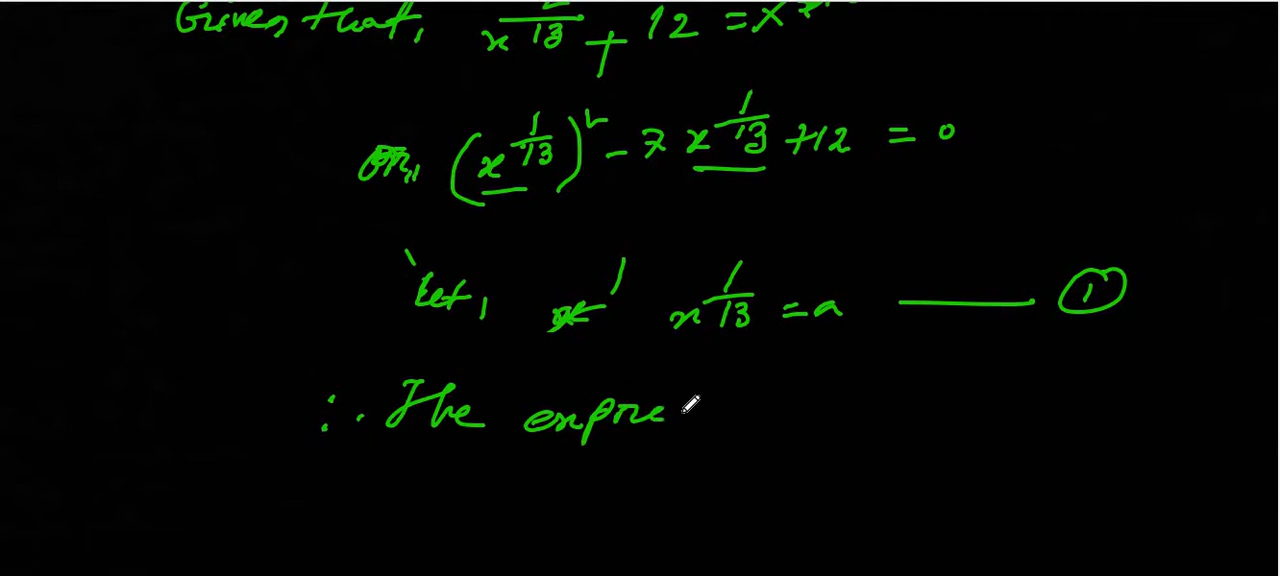 Given that, x^(2/13) + 12 = x
or, (x^(1/13))² - 7 x^(1/13) + 12 = 0
let, x^(1/13) = a ——— ①
∴ The expre